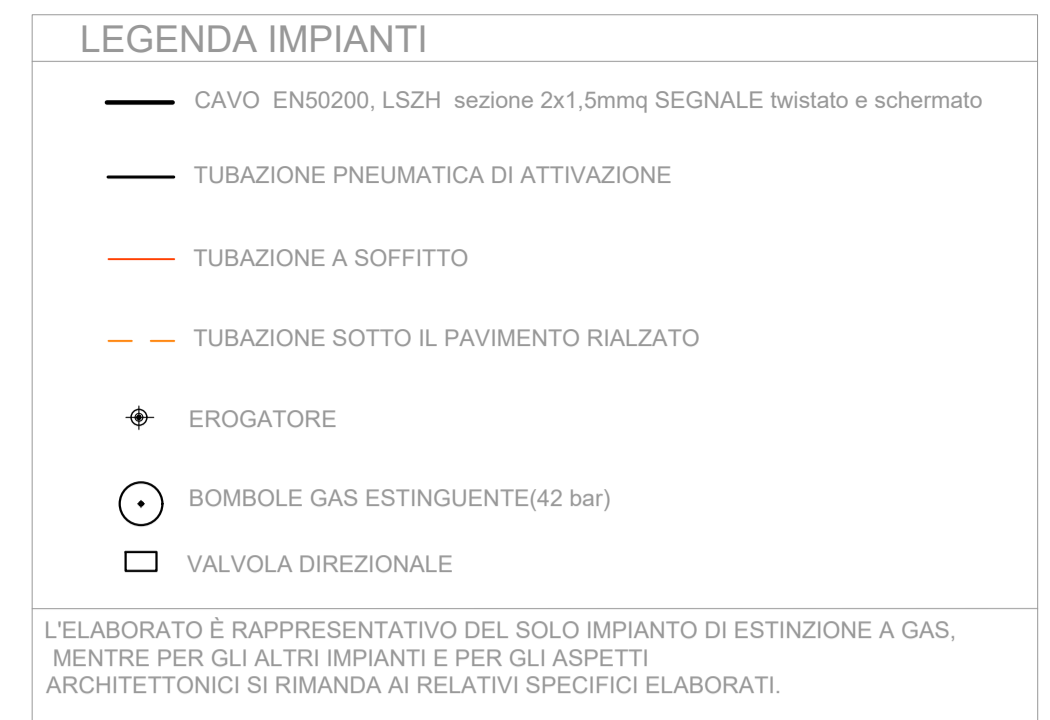 LEGENDA IMPIANTI
CAVO EN50200, LSZH sezione 2x1,5mmq SEGNALE twistato e schermato
TUBAZIONE PNEUMATICA DI ATTIVAZIONE
TUBAZIONE A SOFFITTO
TUBAZIONE SOTTO IL PAVIMENTO RIALZATO
EROGATORE
BOMBOLE GAS ESTINGUENTE(42 bar)
VALVOLA DIREZIONALE
L'ELABORATO È RAPPRESENTATIVO DEL SOLO IMPIANTO DI ESTINZIONE A GAS,
MENTRE PER GLI ALTRI IMPIANTI E PER GLI ASPETTI
ARCHITETTONICI SI RIMANDA AI RELATIVI SPECIFICI ELABORATI.